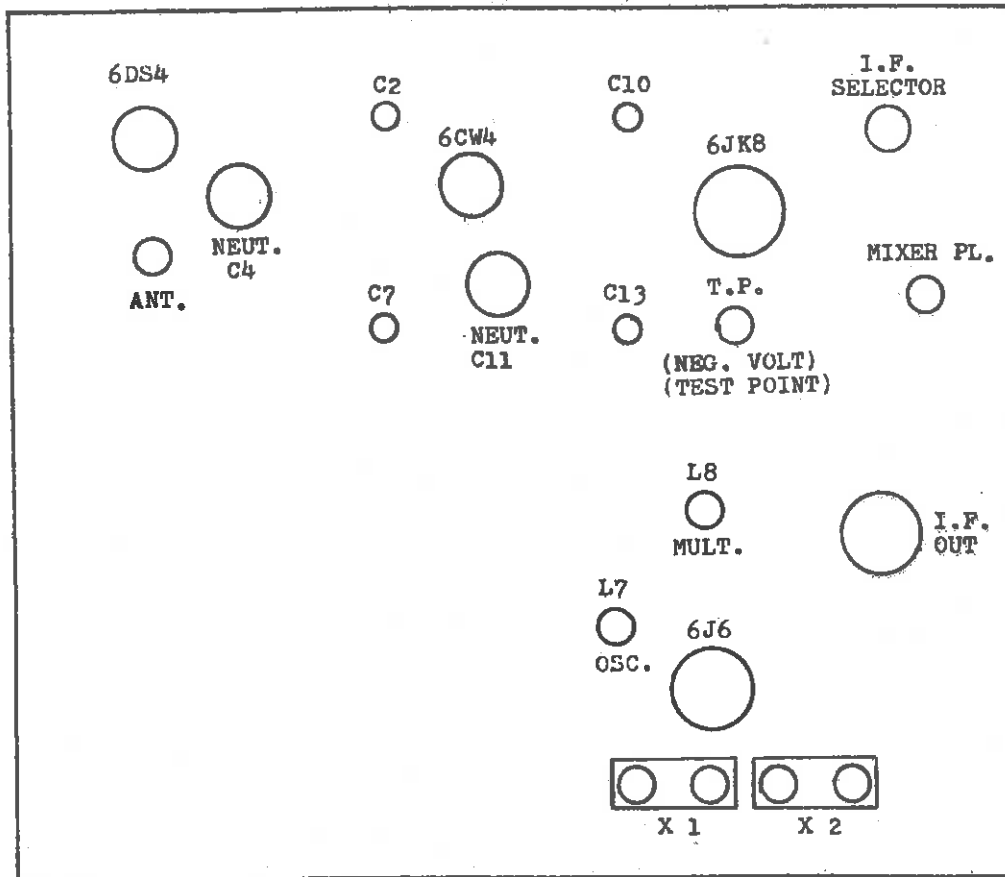 6DS4
C2
C10
I.F.
SELECTOR
6CW4
6JK8
NEUT.
C4
ANT.
MIXER PL.
C7
NEUT.
C11
C13
T.P.
(NEG. VOLT)
(TEST POINT)
L8
MULT.
I.F.
OUT
L7
OSC.
6J6
X 1
X 2